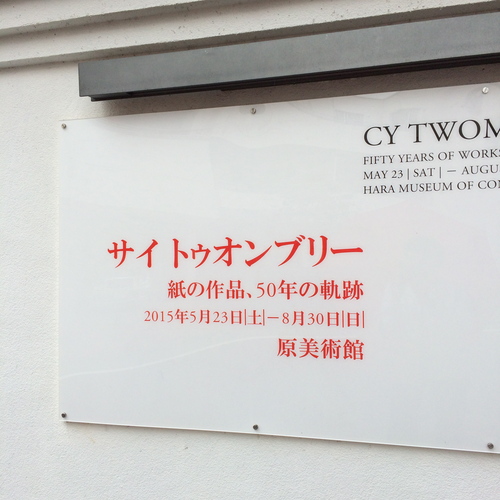 CY TWOM
FIFTY YEARS OF WORKS
MAY 23 | SAT | — AUGU
HARA MUSEUM OF CON
サイ トゥオンブリー
紙の作品、50年の軌跡
2015年5月23日|土|—8月30日|日|
原美術館